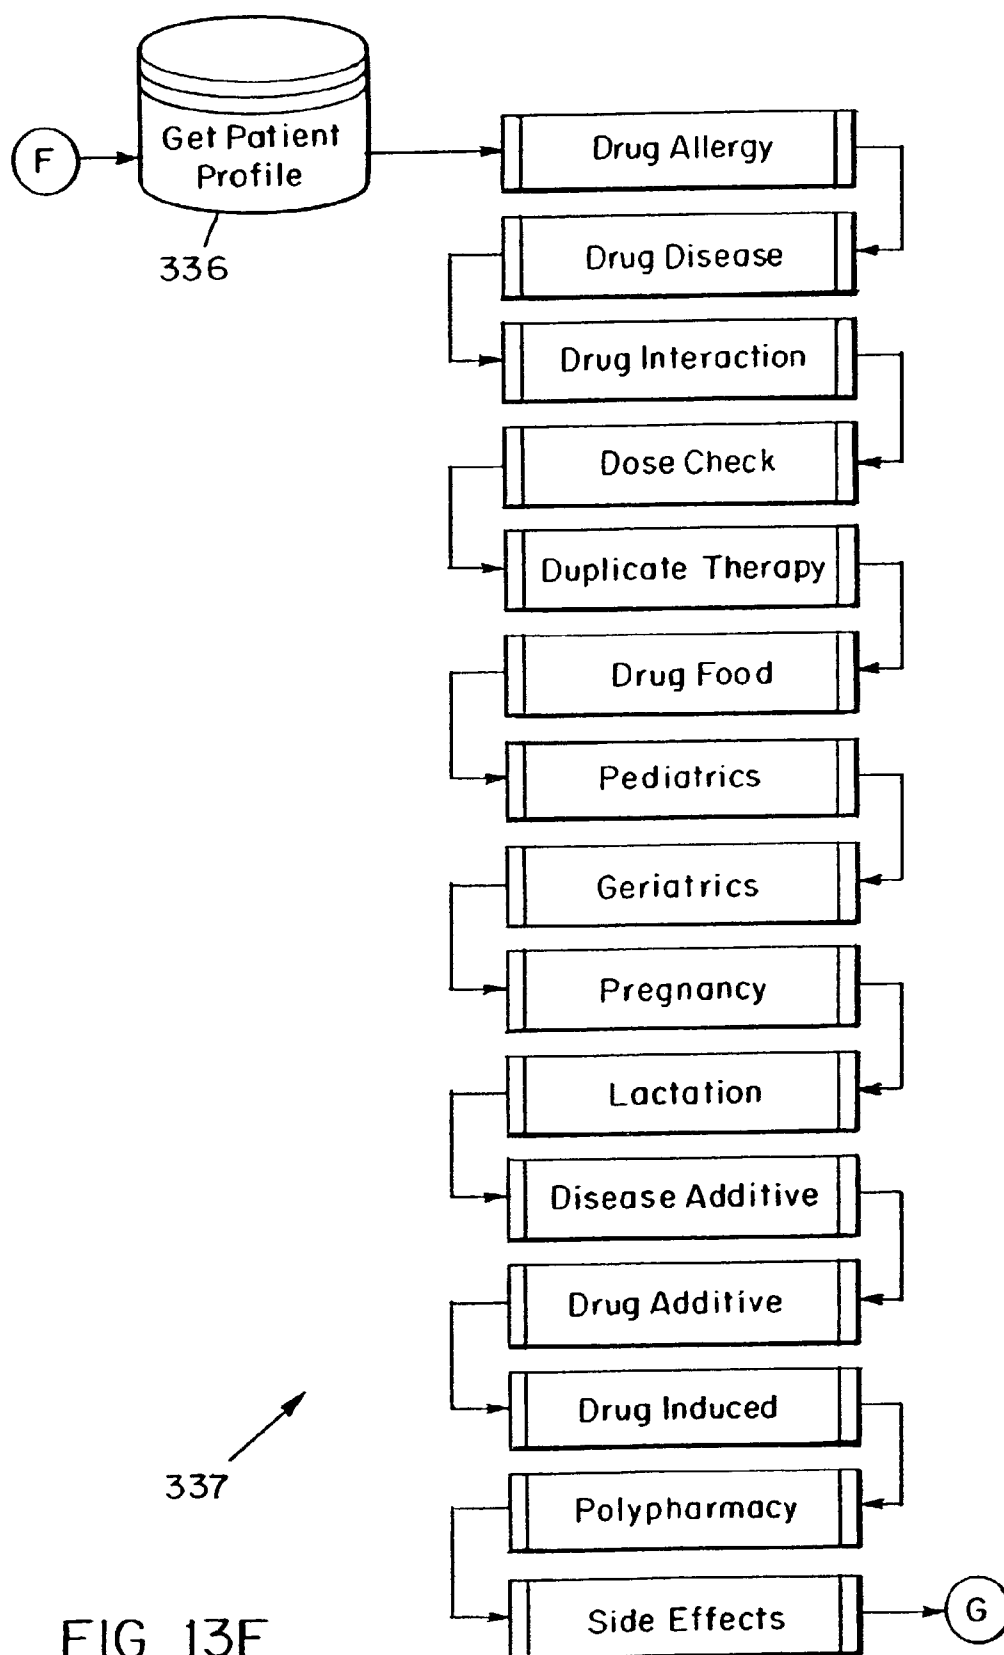 F
Get Patient
Profile
336
Drug Allergy
Drug Disease
Drug Interaction
Dose Check
Duplicate Therapy
Drug Food
Pediatrics
Geriatrics
Pregnancy
Lactation
Disease Additive
Drug Additive
Drug Induced
337
Polypharmacy
Side Effects
G
FIG 13F